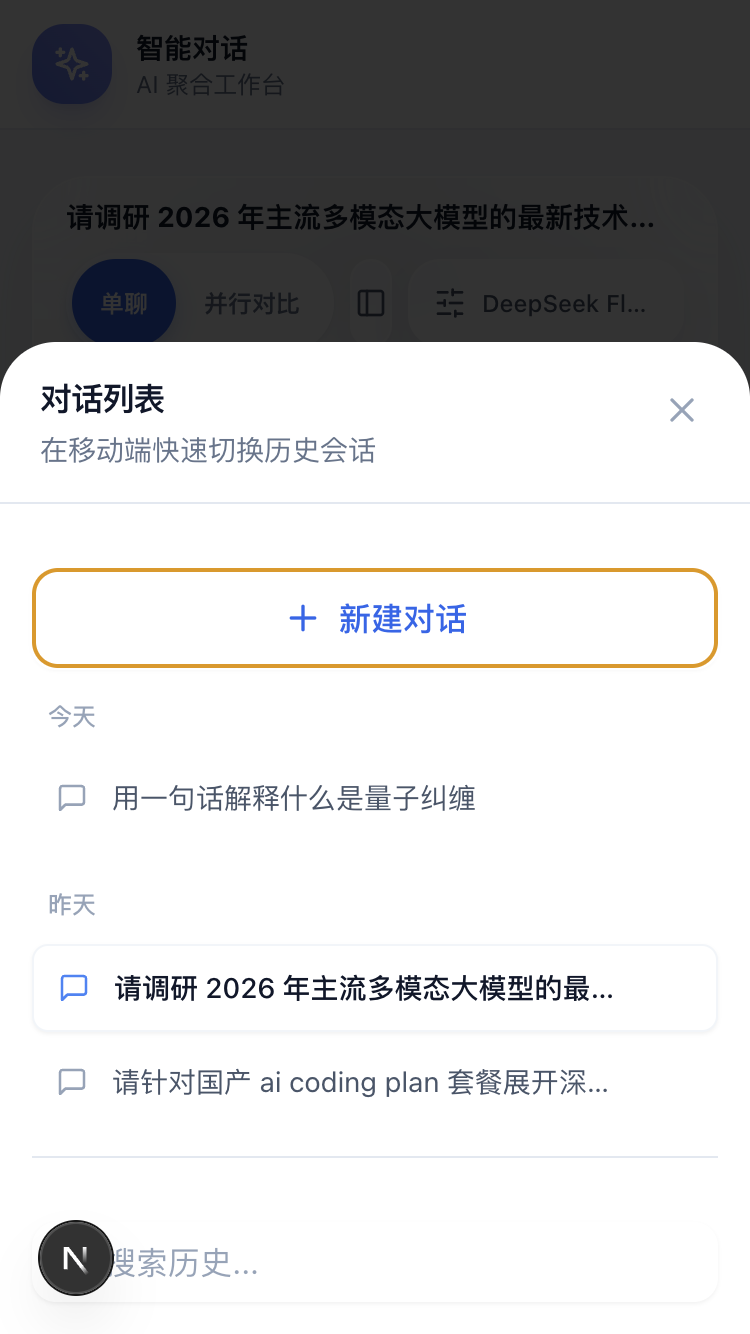 智能对话
AI 聚合工作台
请调研 2026 年主流多模态大模型的最新技术...
单聊
并行对比
DeepSeek Fl...
对话列表
在移动端快速切换历史会话
新建对话
今天
用一句话解释什么是量子纠缠
昨天
请调研 2026 年主流多模态大模型的最...
请针对国产 ai coding plan 套餐展开深...
N
搜索历史...